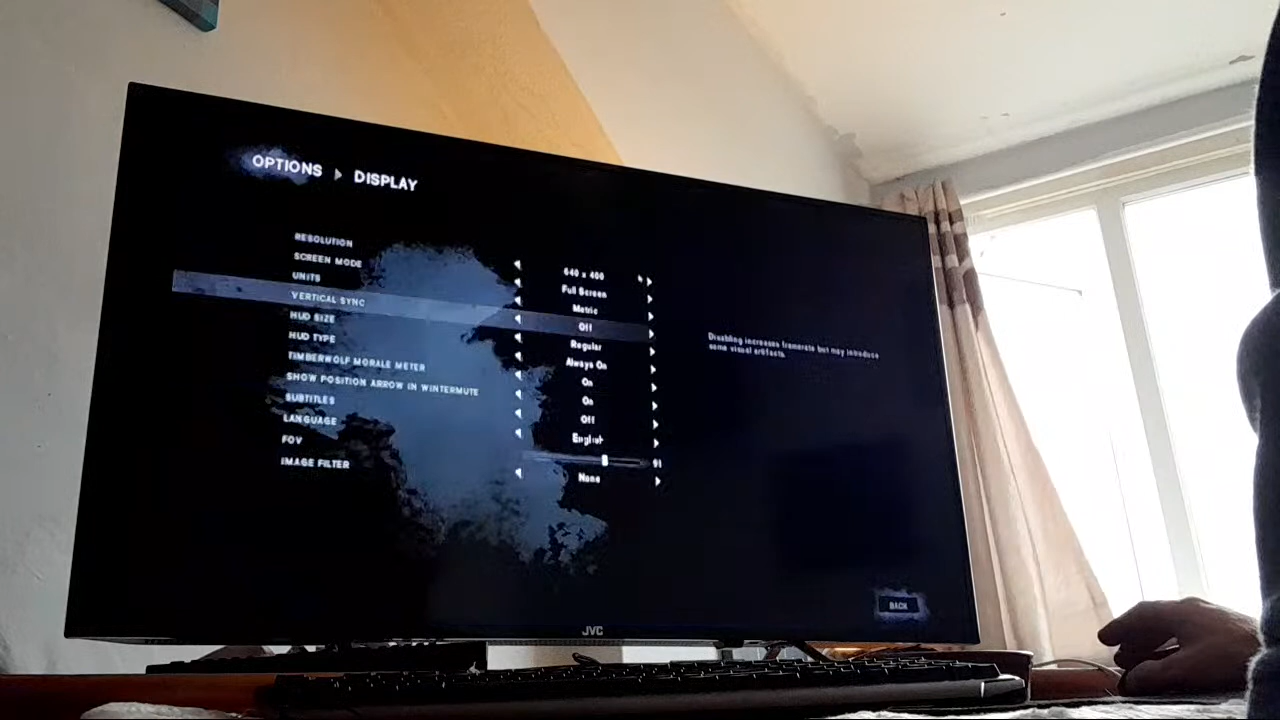 OPTIONS ▸ DISPLAY
RESOLUTION 640 x 400
SCREEN MODE Full Screen
UNITS Metric
VERTICAL SYNC Off
HUD SIZE Regular
HUD TYPE Always On
TIMBERWOLF MORALE METER On
SHOW POSITION ARROW IN WINTERMUTE On
SUBTITLES Off
LANGUAGE English
FOV 91
IMAGE FILTER None
Disabling increases framerate but may introduce
some visual artifacts.
BACK
JVC